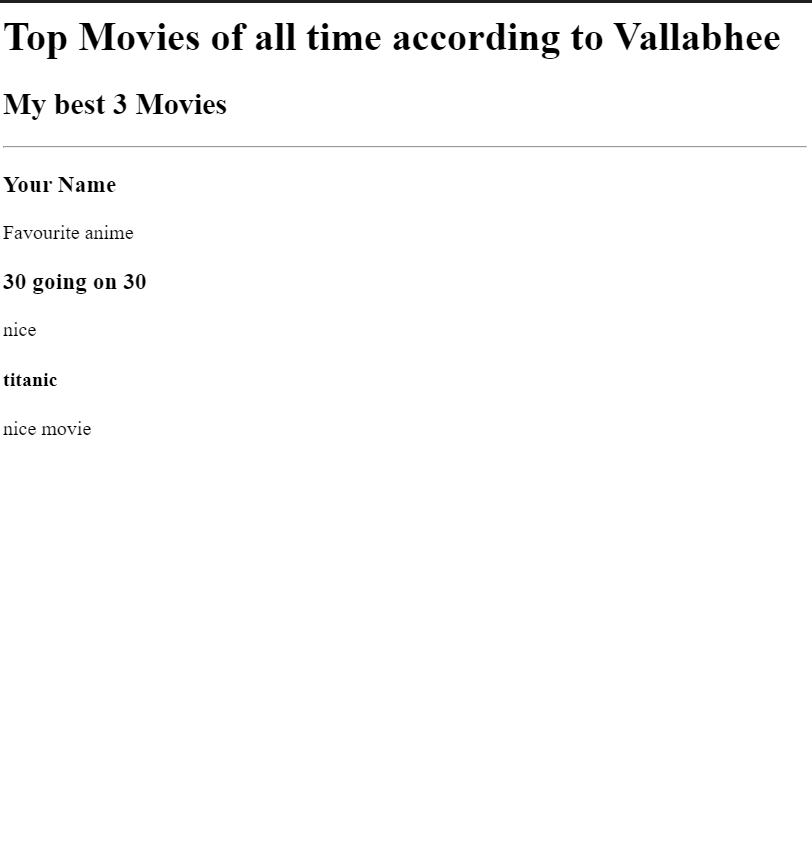 Top Movies of all time according to Vallabhee
My best 3 Movies
Your Name
Favourite anime
30 going on 30
nice
titanic
nice movie